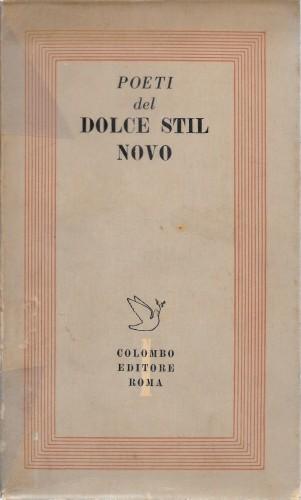 POETI
del
DOLCE STIL
NOVO
COLOMBO
EDITORE
ROMA